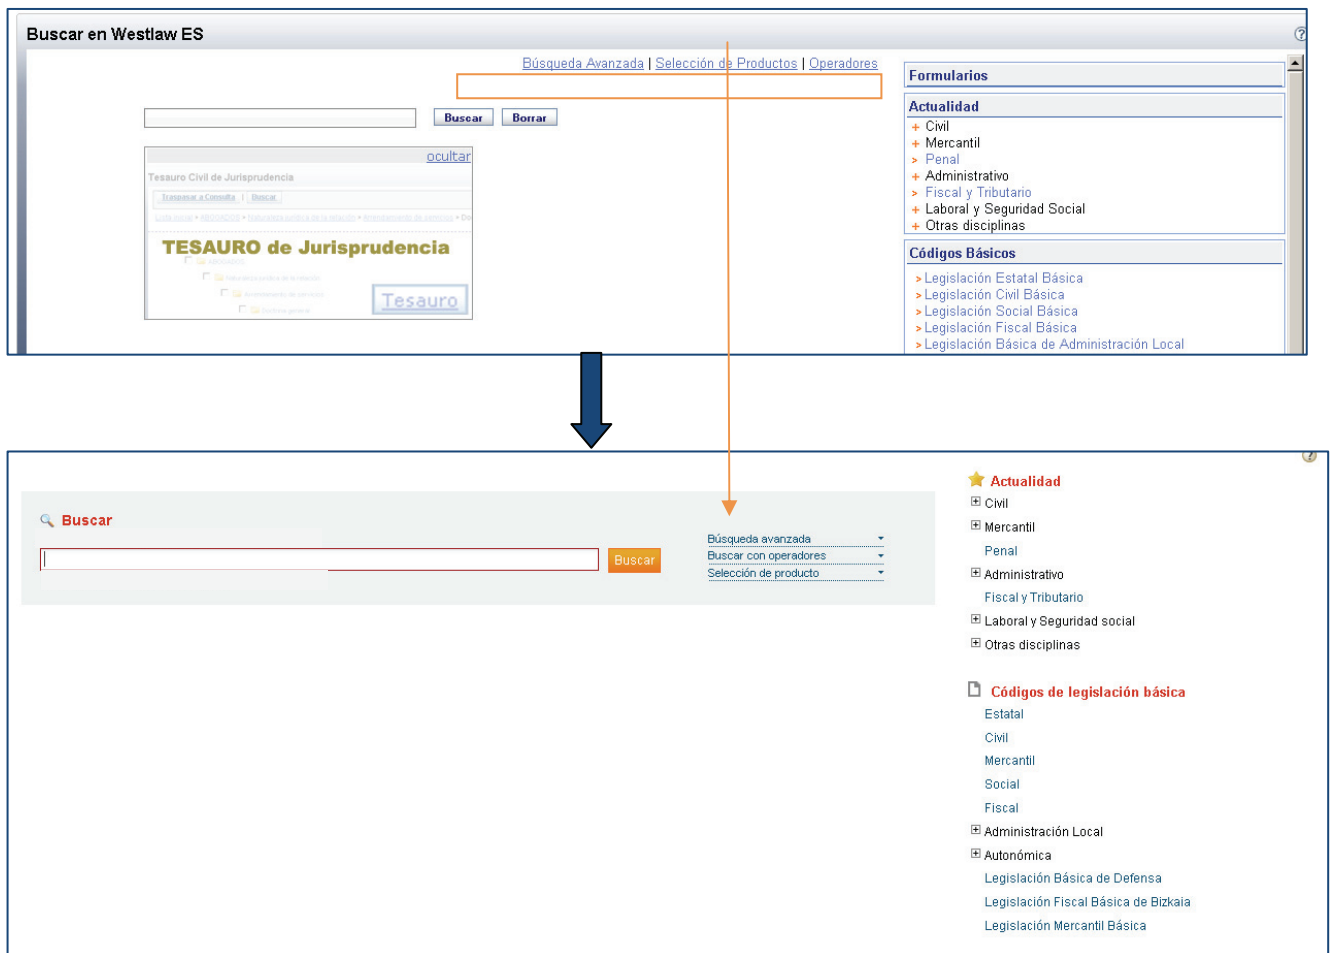 Buscar en Westlaw ES
Búsqueda Avanzada | Selección de Productos | Operadores
Buscar Borrar
ocultar
Tesauro Civil de Jurisprudencia
Traspasar a Consulta | Buscar
TESAURO de Jurisprudencia
Tesauro
Formularios
Actualidad
+ Civil
+ Mercantil
> Penal
+ Administrativo
> Fiscal y Tributario
+ Laboral y Seguridad Social
+ Otras disciplinas
Códigos Básicos
> Legislación Estatal Básica
> Legislación Civil Básica
> Legislación Social Básica
> Legislación Fiscal Básica
> Legislación Básica de Administración Local
Buscar
Buscar
Búsqueda avanzada
Buscar con operadores
Selección de producto
Actualidad
Civil
Mercantil
Penal
Administrativo
Fiscal y Tributario
Laboral y Seguridad social
Otras disciplinas
Códigos de legislación básica
Estatal
Civil
Mercantil
Social
Fiscal
Administración Local
Autonómica
Legislación Básica de Defensa
Legislación Fiscal Básica de Bizkaia
Legislación Mercantil Básica